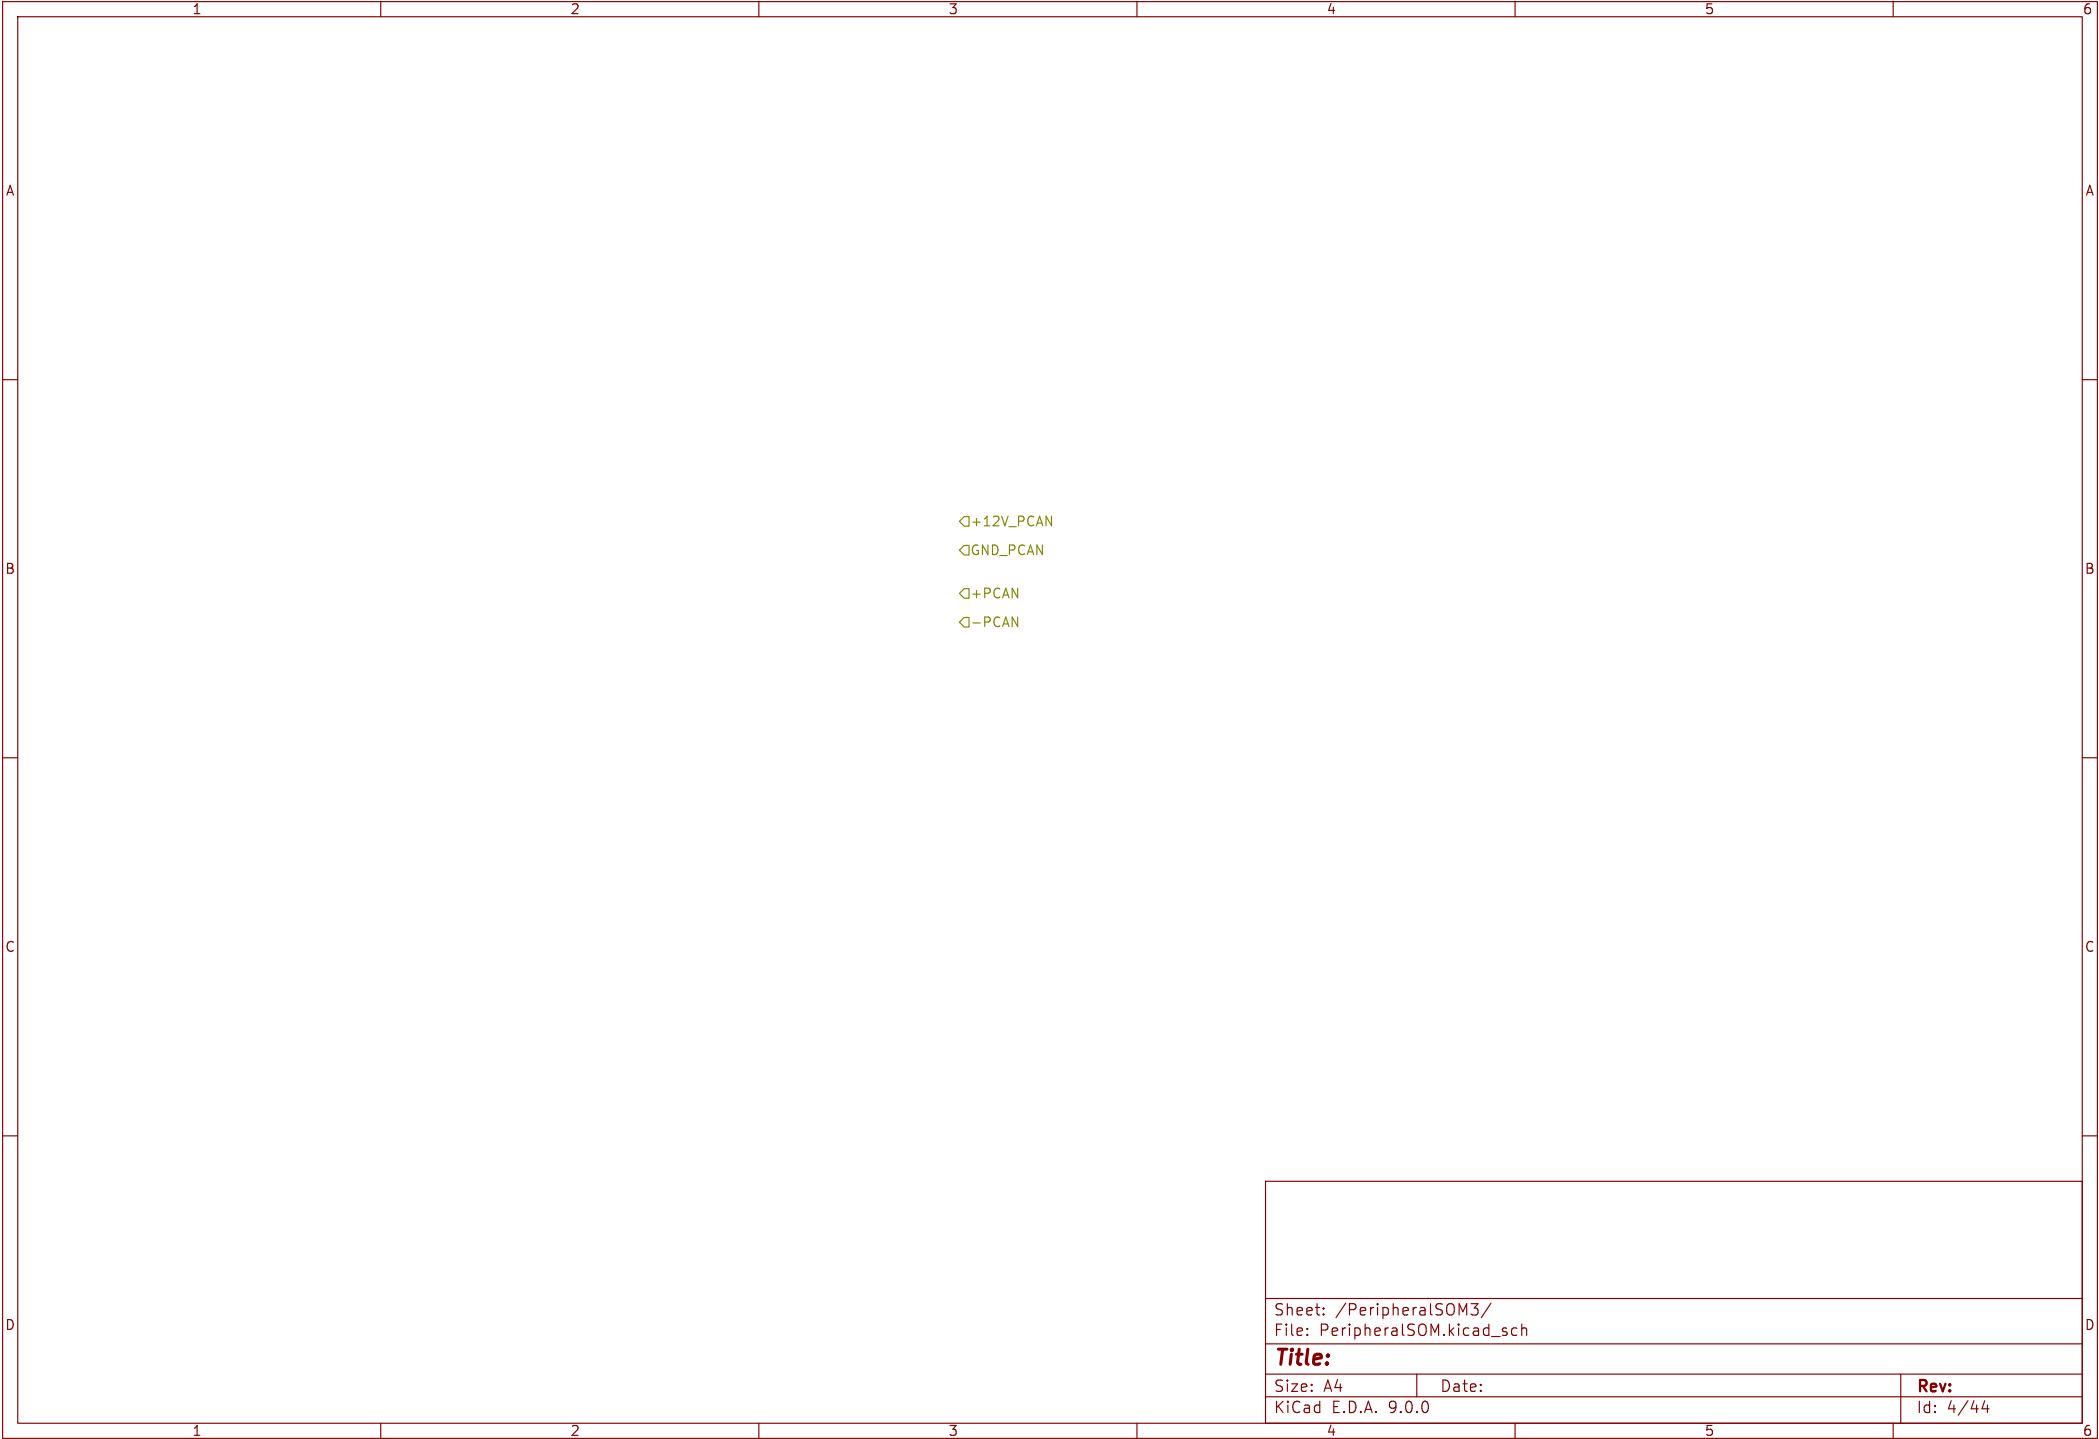 1 2 3 4 5 6
A A
+12V_PCAN
GND_PCAN
B B
+PCAN
-PCAN
C C
Sheet: /PeripheralSOM3/
D D
File: PeripheralSOM.kicad_sch
Title:
Size: A4 Date: Rev:
KiCad E.D.A. 9.0.0 Id: 4/44
1 2 3 4 5 6